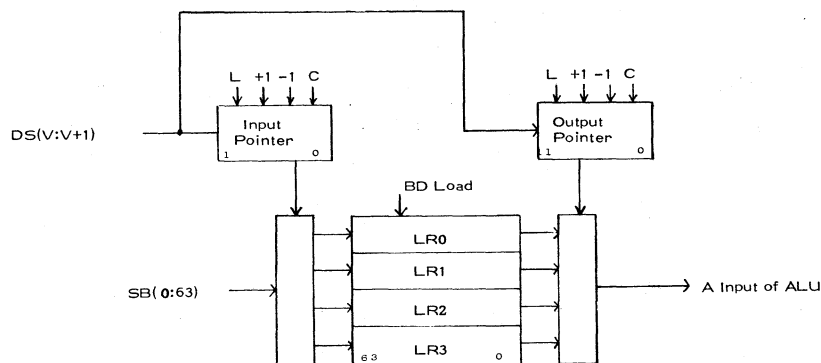 L +1 -1 C
L +1 -1 C
DS(V:V+1)
Input
Pointer
1 0
Output
Pointer
1 1 0
BD Load
LR0
LR1
SB(0:63)
A Input of ALU
LR2
LR3
63 0